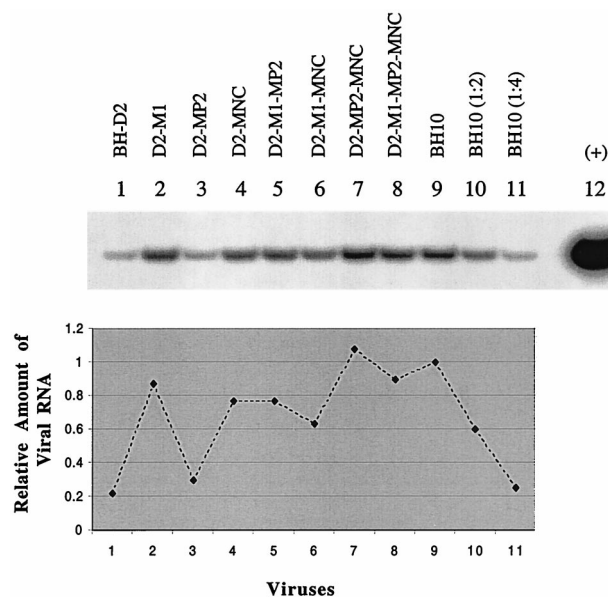 BH-D2
D2-M1
D2-MP2
D2-MNC
D2-M1-MP2
D2-M1-MNC
D2-MP2-MNC
D2-M1-MP2-MNC
BH10
BH10 (1:2)
BH10 (1:4)
(+)
1 2 3 4 5 6 7 8 9 10 11 12
Relative Amount of
Viral RNA
1.2
1
0.8
0.6
0.4
0.2
0
1 2 3 4 5 6 7 8 9 10 11
Viruses